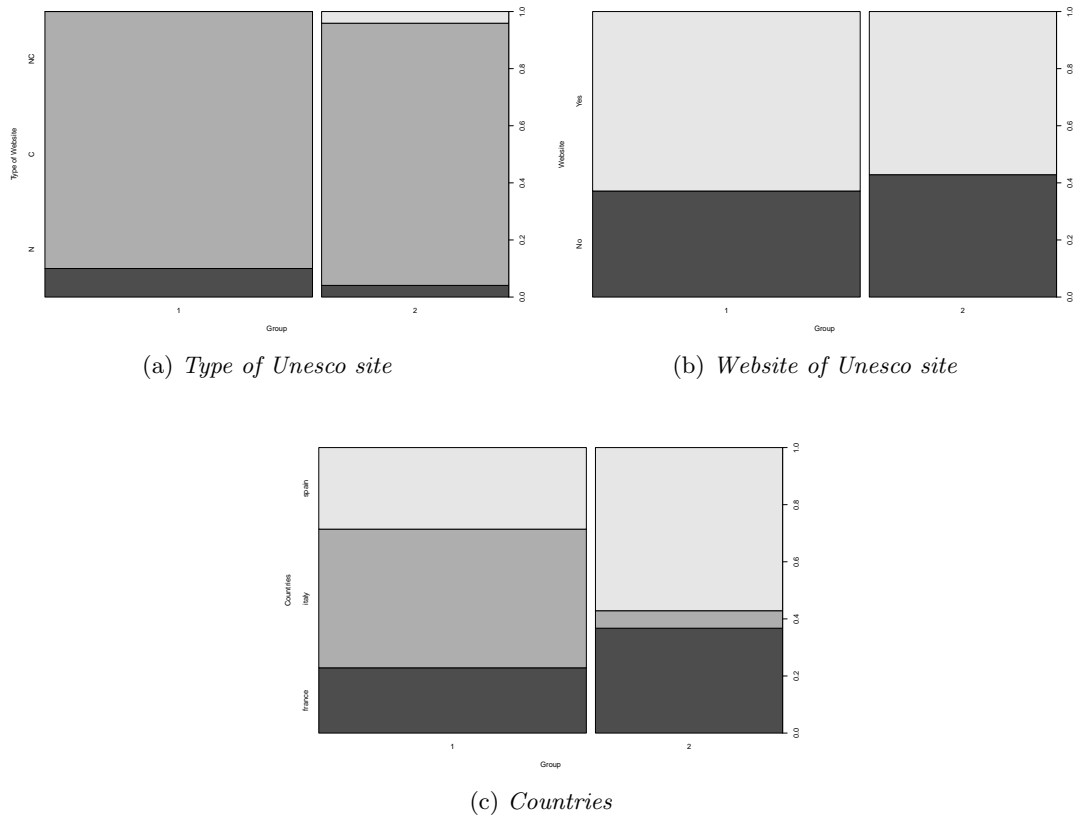 NC
C
N
Type of Website
1.0
0.8
0.6
0.4
0.2
0.0
1
2
Group
(a) Type of Unesco site
Yes
No
Website
1.0
0.8
0.6
0.4
0.2
0.0
1
2
Group
(b) Website of Unesco site
spain
italy
france
Countries
1.0
0.8
0.6
0.4
0.2
0.0
1
2
Group
(c) Countries